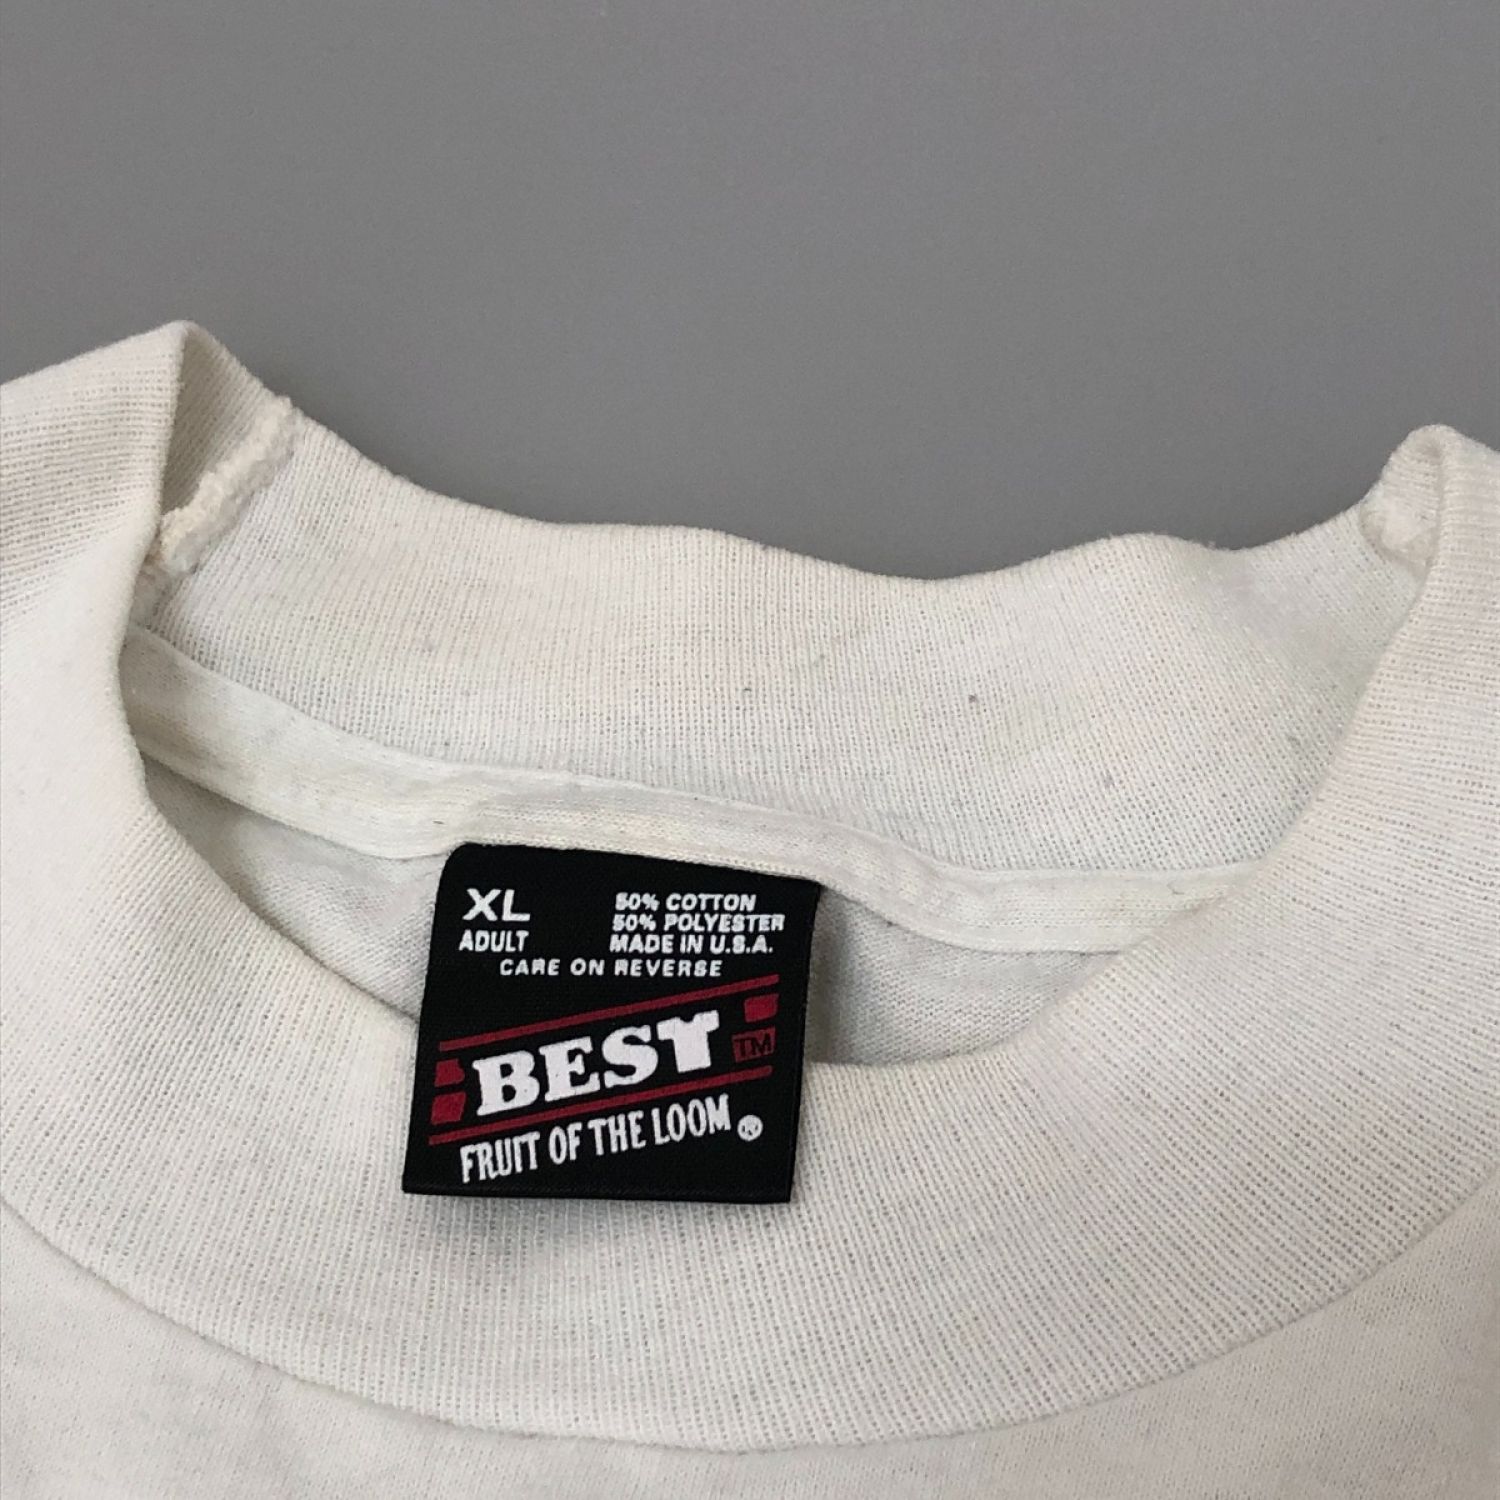 XL
ADULT
50% COTTON
50% POLYESTER
MADE IN U.S.A.
CARE ON REVERSE
BEST TM
FRUIT OF THE LOOM ®